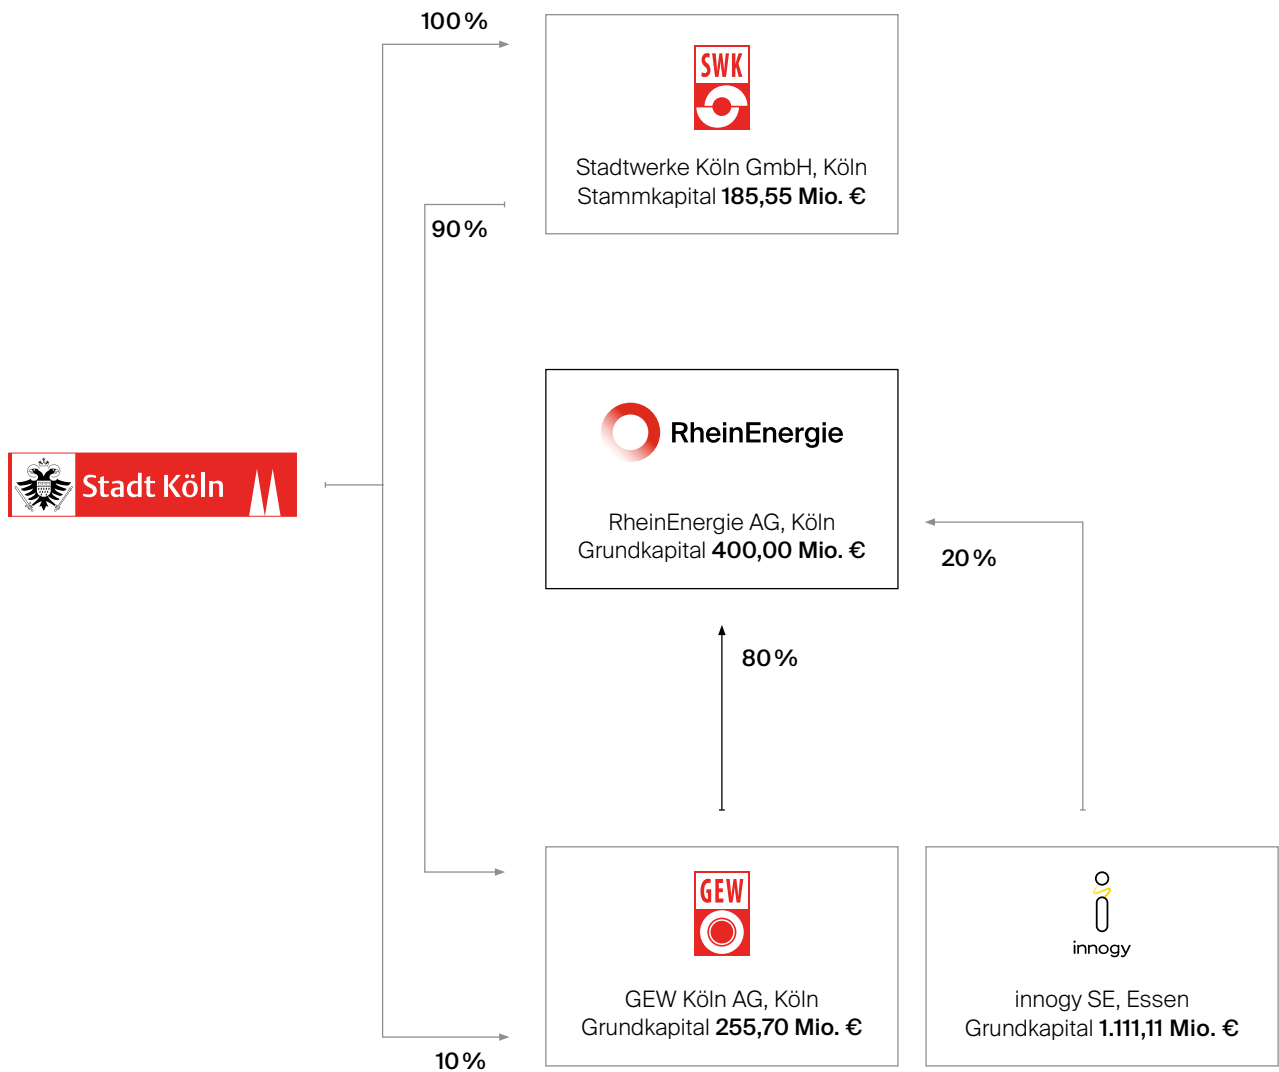 100 %
SWK
Stadtwerke Köln GmbH, Köln
Stammkapital 185,55 Mio. €
90 %
RheinEnergie
Stadt Köln
RheinEnergie AG, Köln
Grundkapital 400,00 Mio. €
20 %
80 %
GEW
innogy
GEW Köln AG, Köln
Grundkapital 255,70 Mio. €
innogy SE, Essen
Grundkapital 1.111,11 Mio. €
10 %